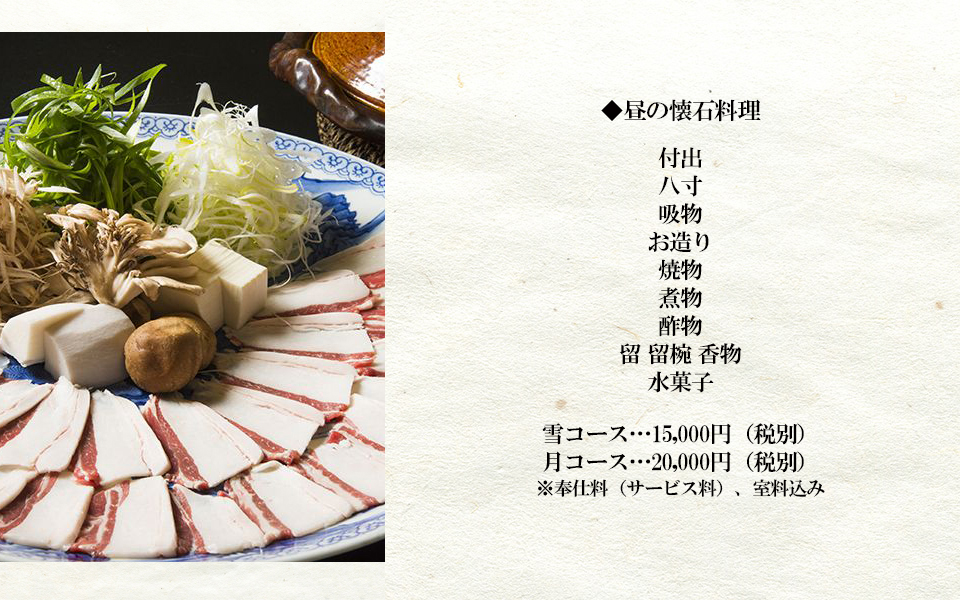 ◆昼の懐石料理
付出
八寸
吸物
お造り
焼物
煮物
酢物
留 留椀 香物
水菓子
雪コース…15,000円（税別）
月コース…20,000円（税別）
※奉仕料（サービス料）、室料込み